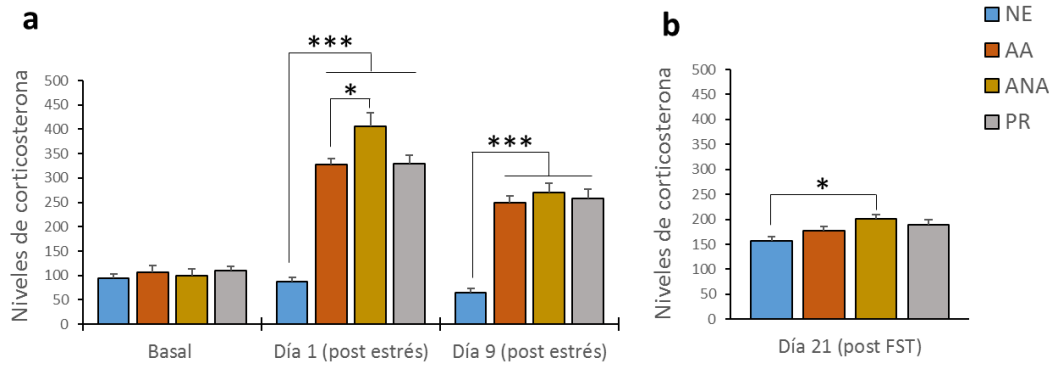 a
Niveles de corticosterona
500
450
400
350
300
250
200
150
100
50
0
***
*
***
Basal
Día 1 (post estrés)
Día 9 (post estrés)
b
Niveles de corticosterona
500
450
400
350
300
250
200
150
100
50
0
*
Día 21 (post FST)
NE
AA
ANA
PR